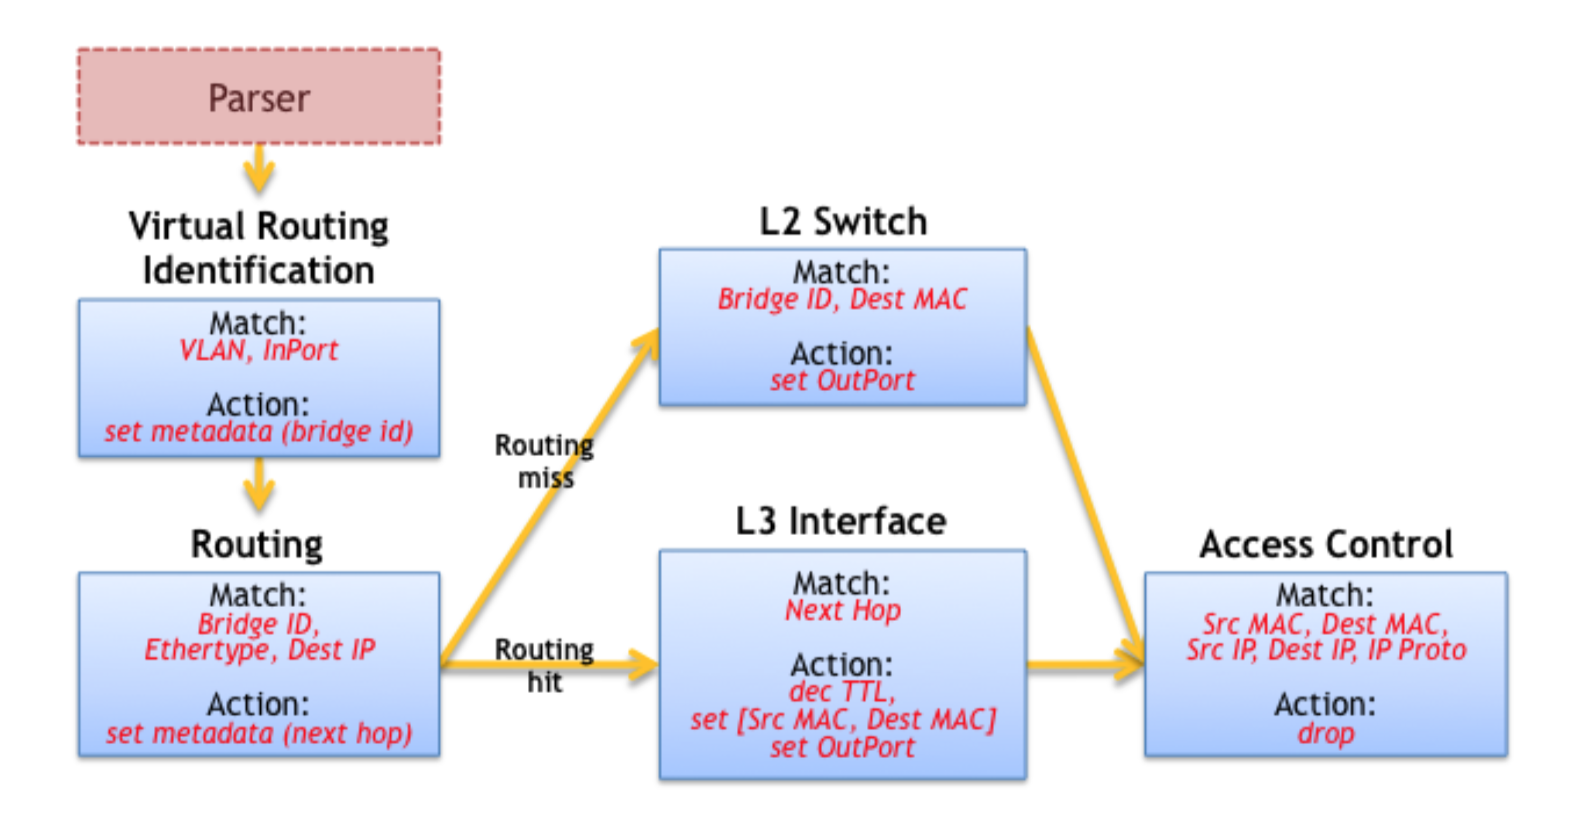 Parser
Virtual Routing
Identification
Match:
VLAN, InPort
Action:
set metadata (bridge id)
Routing
Match:
Bridge ID,
Ethertype, Dest IP
Action:
set metadata (next hop)
Routing
miss
Routing
hit
L2 Switch
Match:
Bridge ID, Dest MAC
Action:
set OutPort
L3 Interface
Match:
Next Hop
Action:
dec TTL,
set [Src MAC, Dest MAC]
set OutPort
Access Control
Match:
Src MAC, Dest MAC,
Src IP, Dest IP, IP Proto
Action:
drop